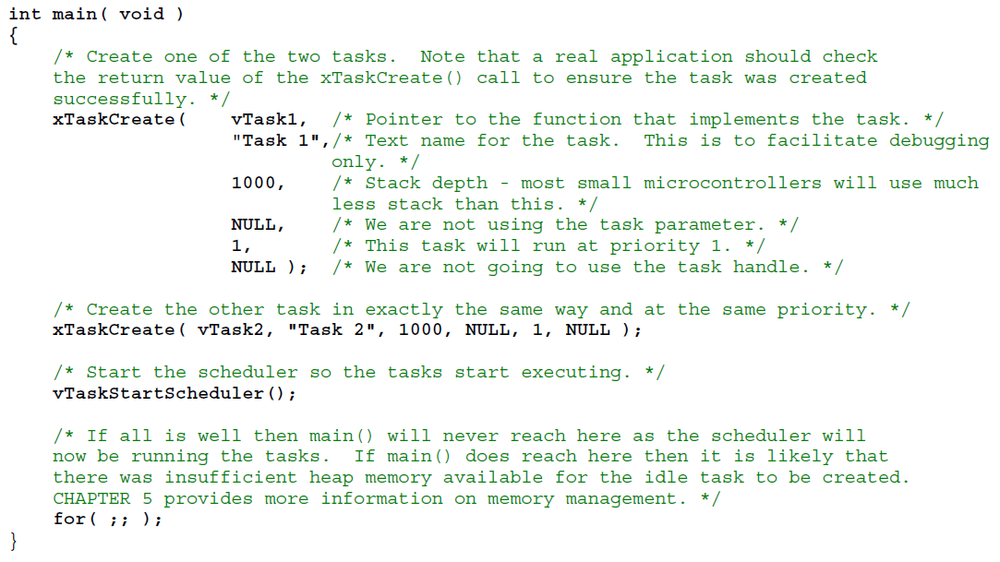 int main( void )
{
/* Create one of the two tasks.  Note that a real application should check
the return value of the xTaskCreate() call to ensure the task was created
successfully. */
xTaskCreate(    vTask1,  /* Pointer to the function that implements the task. */
"Task 1",/* Text name for the task.  This is to facilitate debugging
only. */
1000,    /* Stack depth - most small microcontrollers will use much
less stack than this. */
NULL,    /* We are not using the task parameter. */
1,       /* This task will run at priority 1. */
NULL );  /* We are not going to use the task handle. */
/* Create the other task in exactly the same way and at the same priority. */
xTaskCreate( vTask2, "Task 2", 1000, NULL, 1, NULL );
/* Start the scheduler so the tasks start executing. */
vTaskStartScheduler();
/* If all is well then main() will never reach here as the scheduler will
now be running the tasks.  If main() does reach here then it is likely that
there was insufficient heap memory available for the idle task to be created.
CHAPTER 5 provides more information on memory management. */
for( ;; );
}